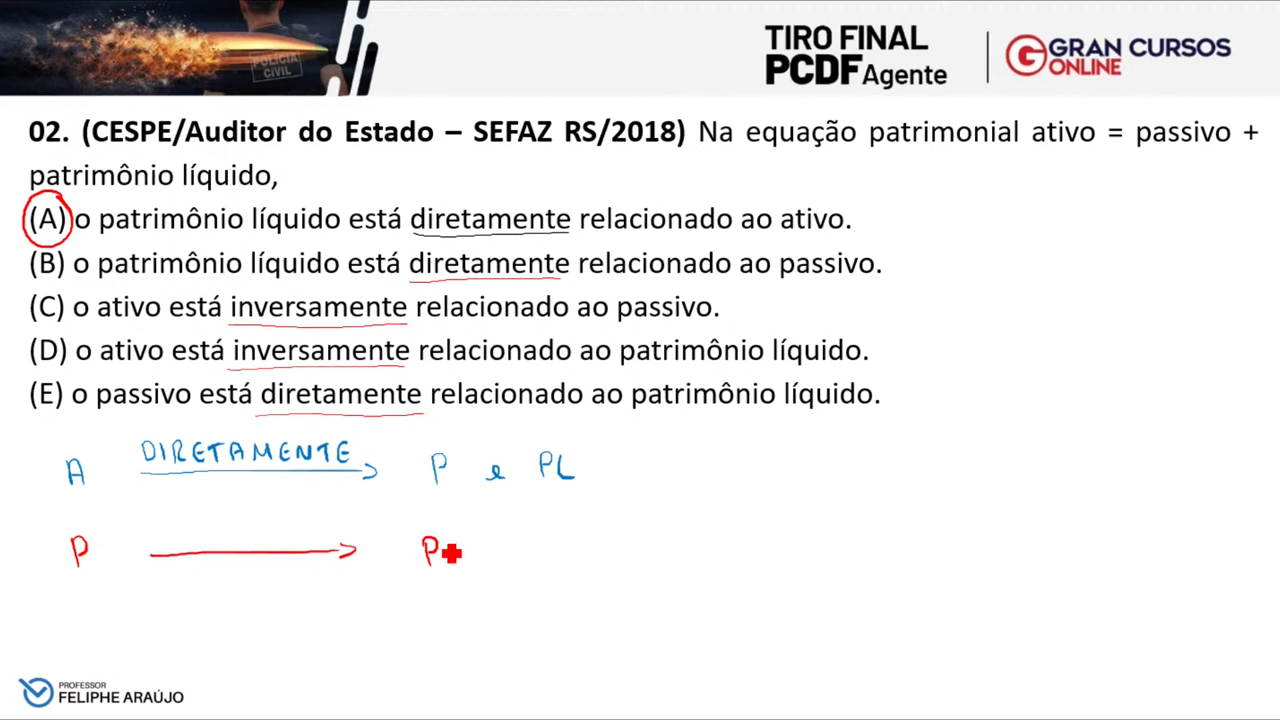 POLÍCIA
CIVIL
TIRO FINAL
PCDF Agente
GRAN CURSOS
ONLINE
02. (CESPE/Auditor do Estado – SEFAZ RS/2018) Na equação patrimonial ativo = passivo +
patrimônio líquido,
(A) o patrimônio líquido está diretamente relacionado ao ativo.
(B) o patrimônio líquido está diretamente relacionado ao passivo.
(C) o ativo está inversamente relacionado ao passivo.
(D) o ativo está inversamente relacionado ao patrimônio líquido.
(E) o passivo está diretamente relacionado ao patrimônio líquido.
A DIRETAMENTE P e PL
P P
PROFESSOR
FELIPHE ARAÚJO